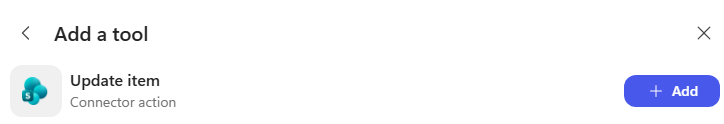 Add a tool
Update item
Connector action
Add